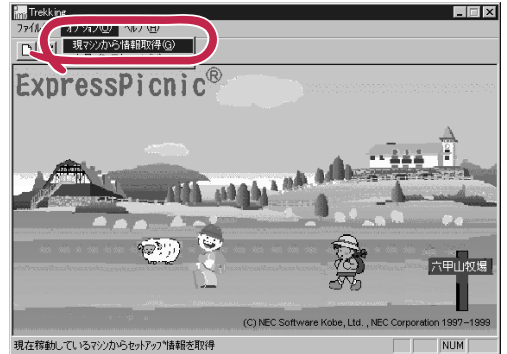 Trekking
ファイル オプション(O) ヘルプ(H)
現マシンから情報取得(G)
ExpressPicnic®
六甲山牧場
(C) NEC Software Kobe, Ltd. , NEC Corporation 1997-1999
現在稼動しているマシンからセットアップ情報を取得
NUM